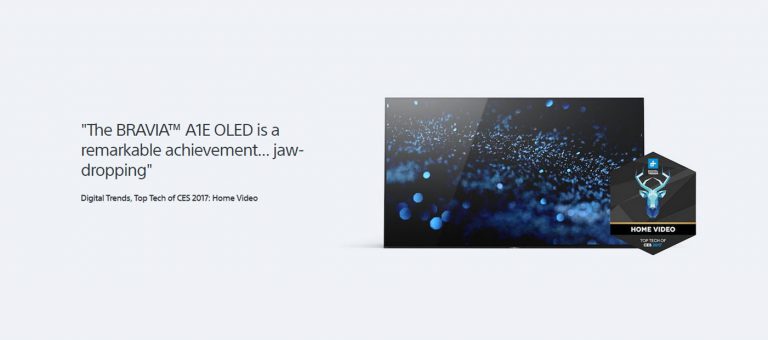 "The BRAVIA™ A1E OLED is a
remarkable achievement... jaw-
dropping"
Digital Trends, Top Tech of CES 2017: Home Video
dt
HOME VIDEO
TOP TECH OF
CES 2017